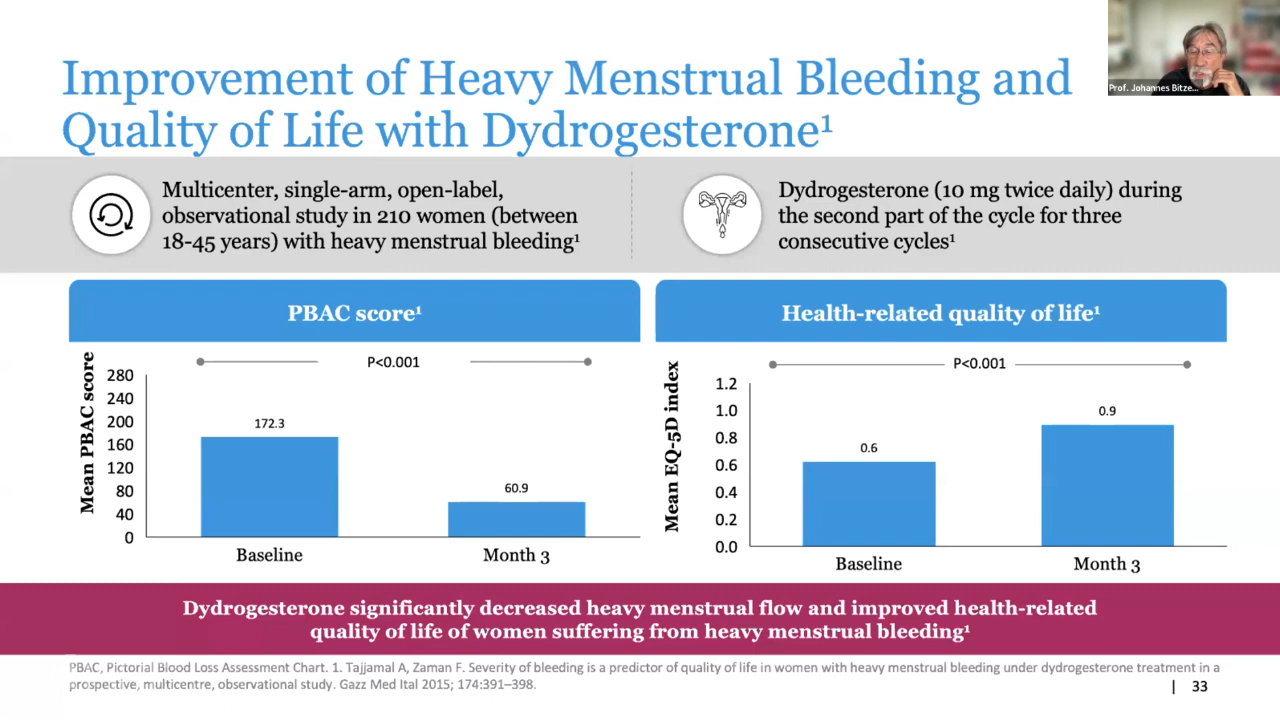 Improvement of Heavy Menstrual Bleeding and
Quality of Life with Dydrogesterone¹
Prof. Johannes Bitze...
Multicenter, single-arm, open-label,
observational study in 210 women (between
18-45 years) with heavy menstrual bleeding¹
Dydrogesterone (10 mg twice daily) during
the second part of the cycle for three
consecutive cycles¹
PBAC score¹
Mean PBAC score
P<0.001
280
240
200
160
120
80
40
0
172.3
60.9
Baseline
Month 3
Health-related quality of life¹
Mean EQ-5D index
P<0.001
1.2
1.0
0.8
0.6
0.4
0.2
0.0
0.6
0.9
Baseline
Month 3
Dydrogesterone significantly decreased heavy menstrual flow and improved health-related
quality of life of women suffering from heavy menstrual bleeding¹
PBAC, Pictorial Blood Loss Assessment Chart. 1. Tajjamal A, Zaman F. Severity of bleeding is a predictor of quality of life in women with heavy menstrual bleeding under dydrogesterone treatment in a
prospective, multicentre, observational study. Gazz Med Ital 2015; 174:391–398.
| 33